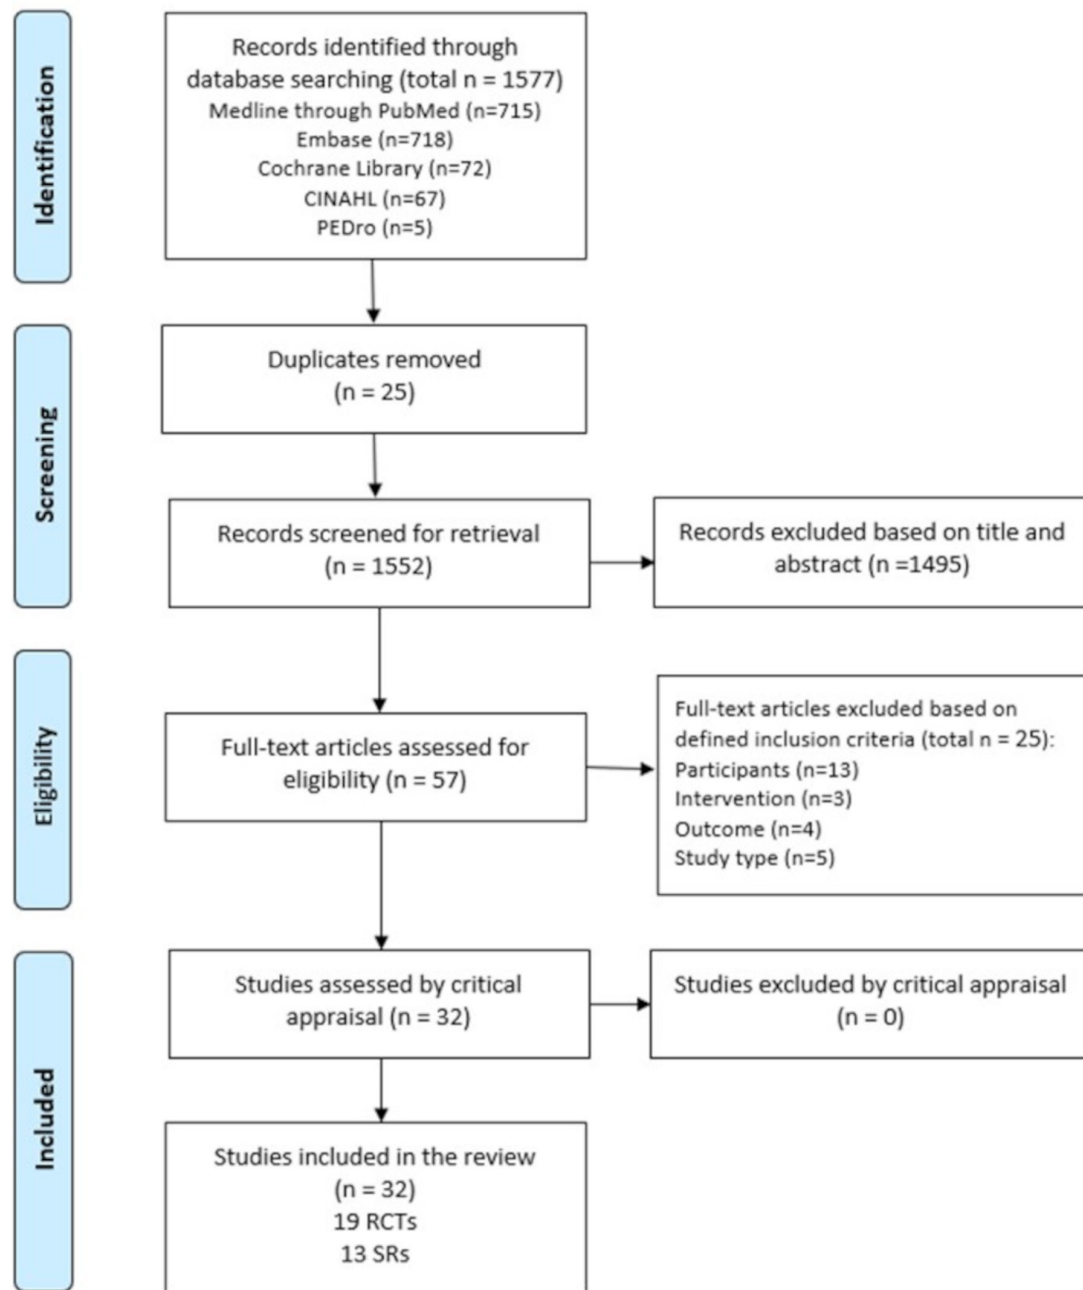 Identification
Records identified through
database searching (total n = 1577)
Medline through PubMed (n=715)
Embase (n=718)
Cochrane Library (n=72)
CINAHL (n=67)
PEDro (n=5)
Screening
Duplicates removed
(n = 25)
Records screened for retrieval
(n = 1552)
Records excluded based on title and
abstract (n =1495)
Eligibility
Full-text articles assessed for
eligibility (n = 57)
Full-text articles excluded based on
defined inclusion criteria (total n = 25):
Participants (n=13)
Intervention (n=3)
Outcome (n=4)
Study type (n=5)
Included
Studies assessed by critical
appraisal (n = 32)
Studies excluded by critical appraisal
(n = 0)
Studies included in the review
(n = 32)
19 RCTs
13 SRs